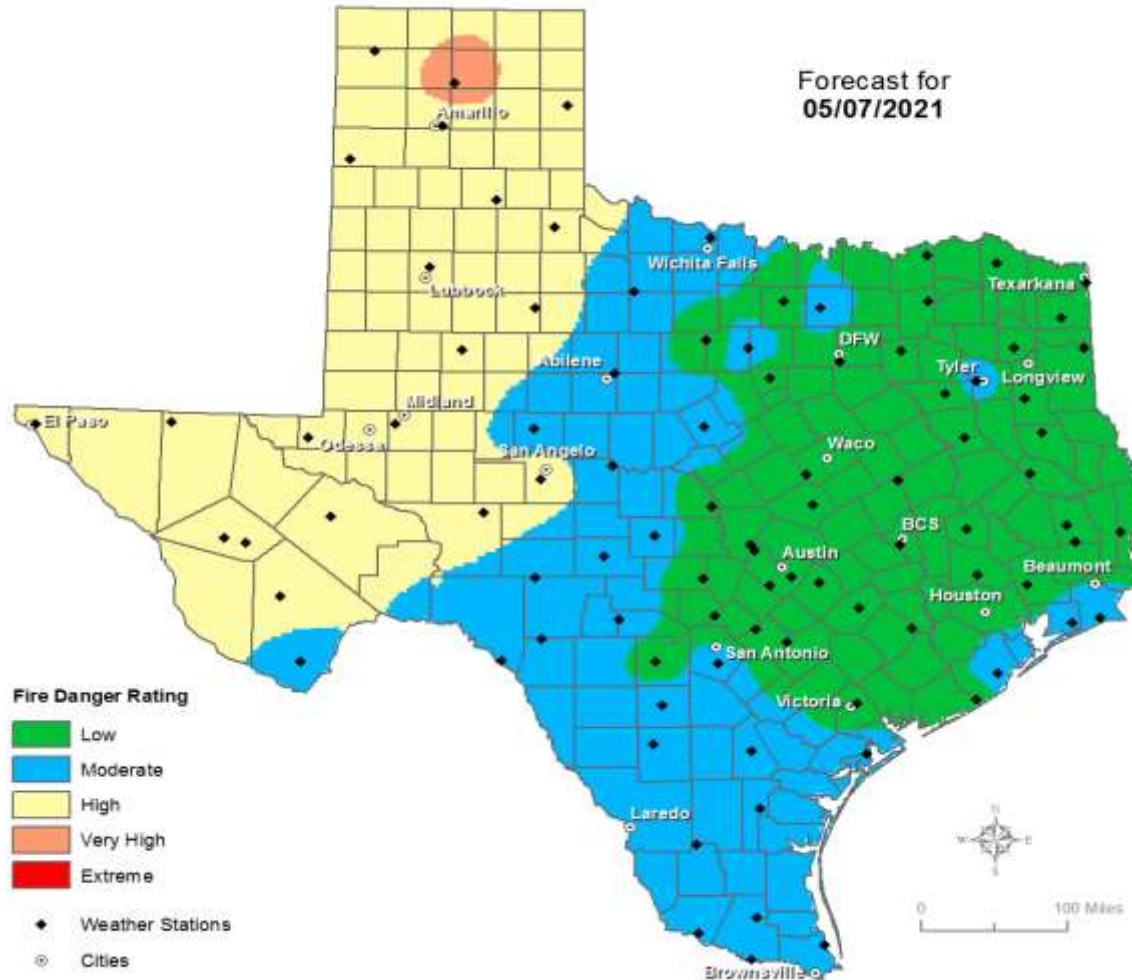 Forecast for
05/07/2021
Amarillo
Wichita Falls
Lubbock
Texarkana
DFW
Abilene
Tyler
Longview
Midland
El Paso
Odessa
San Angelo
Waco
BCS
Austin
Beaumont
Houston
San Antonio
Victoria
Fire Danger Rating
Low
Moderate
High
Very High
Extreme
Laredo
N
W E
S
Weather Stations
Cities
0 100 Miles
Brownsville